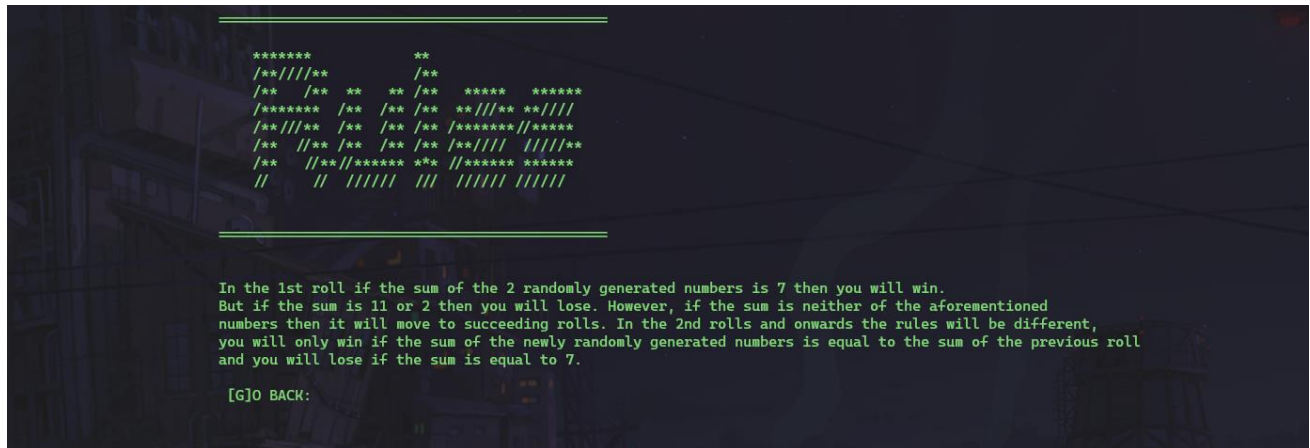 Rules
In the 1st roll if the sum of the 2 randomly generated numbers is 7 then you will win.
But if the sum is 11 or 2 then you will lose. However, if the sum is neither of the aforementioned
numbers then it will move to succeeding rolls. In the 2nd rolls and onwards the rules will be different,
you will only win if the sum of the newly randomly generated numbers is equal to the sum of the previous roll
and you will lose if the sum is equal to 7.
[G]O BACK: